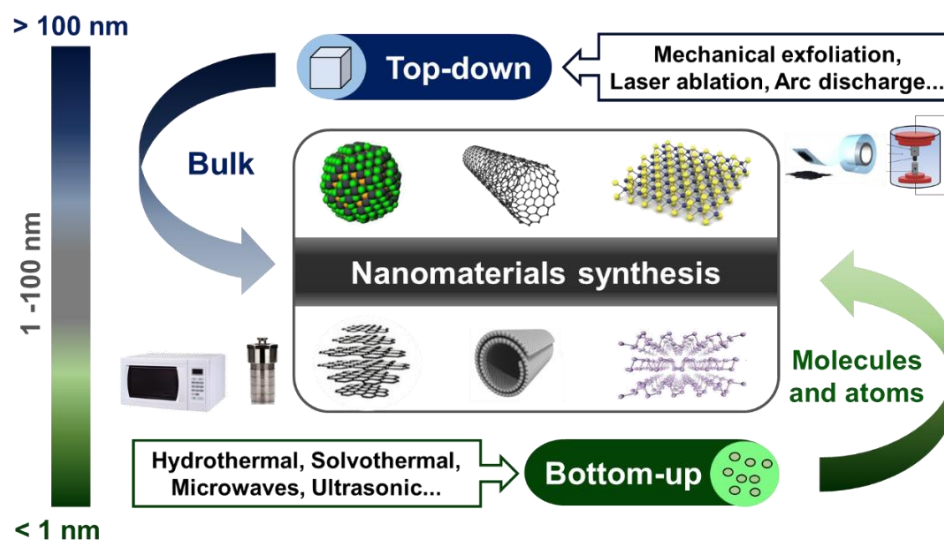 > 100 nm
Top-down
Mechanical exfoliation,
Laser ablation, Arc discharge...
Bulk
1 -100 nm
Nanomaterials synthesis
Molecules
and atoms
Hydrothermal, Solvothermal,
Microwaves, Ultrasonic...
Bottom-up
< 1 nm